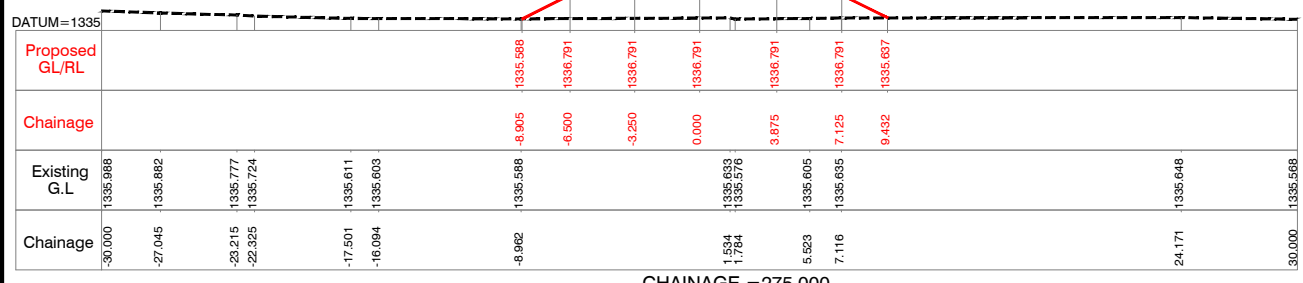 DATUM=1335
Proposed GL/RL
1335.588 1336.791 1336.791 1336.791 1336.791 1336.791 1335.637
Chainage
-8.905 -6.500 -3.250 0.000 3.875 7.125 9.432
Existing G.L
1335.988 1335.882 1335.777 1335.724 1335.611 1335.603 1335.588 1335.633 1335.576 1335.605 1335.635 1335.648 1335.568
Chainage
-30.000 -27.045 -23.215 -22.325 -17.501 -16.094 -8.962 1.534 1.784 5.523 7.116 24.171 30.000
CHAINAGE =275.000